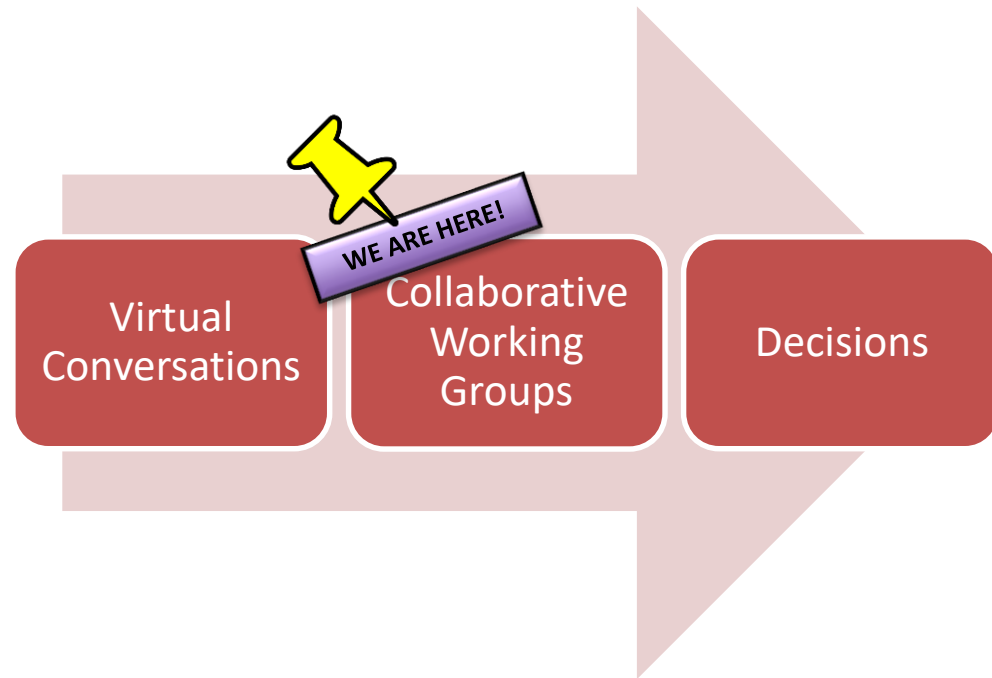 WE ARE HERE!
Virtual
Conversations
Collaborative
Working
Groups
Decisions